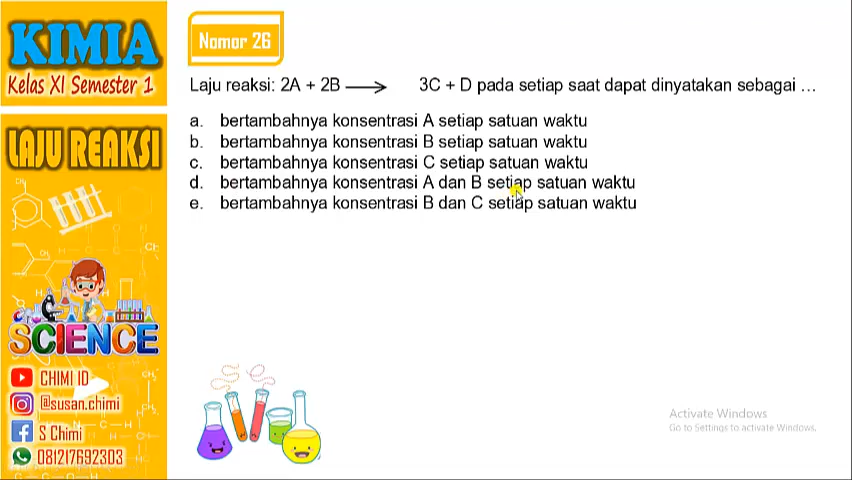 KIMIA
Kelas XI Semester 1
LAJU REAKSI
SCIENCE
CHIMI ID
@susan.chimi
S Chimi
081217692303
Nomor 26
Laju reaksi: 2A + 2B ⟶ 3C + D pada setiap saat dapat dinyatakan sebagai ...
a. bertambahnya konsentrasi A setiap satuan waktu
b. bertambahnya konsentrasi B setiap satuan waktu
c. bertambahnya konsentrasi C setiap satuan waktu
d. bertambahnya konsentrasi A dan B setiap satuan waktu
e. bertambahnya konsentrasi B dan C setiap satuan waktu
Activate Windows
Go to Settings to activate Windows.